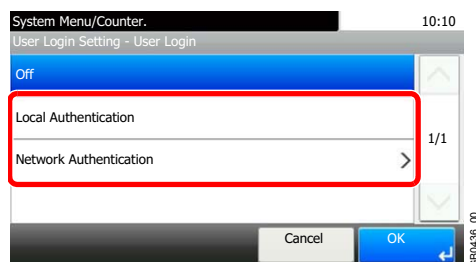 System Menu/Counter. 10:10
User Login Setting - User Login
Off
Local Authentication
1/1
Network Authentication
Cancel OK